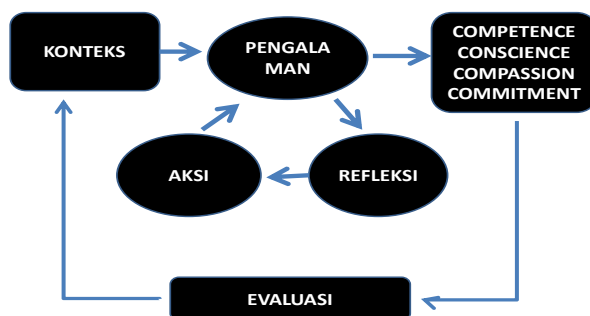 KONTEKS
PENGALA
MAN
COMPETENCE
CONSCIENCE
COMPASSION
COMMITMENT
AKSI
REFLEKSI
EVALUASI